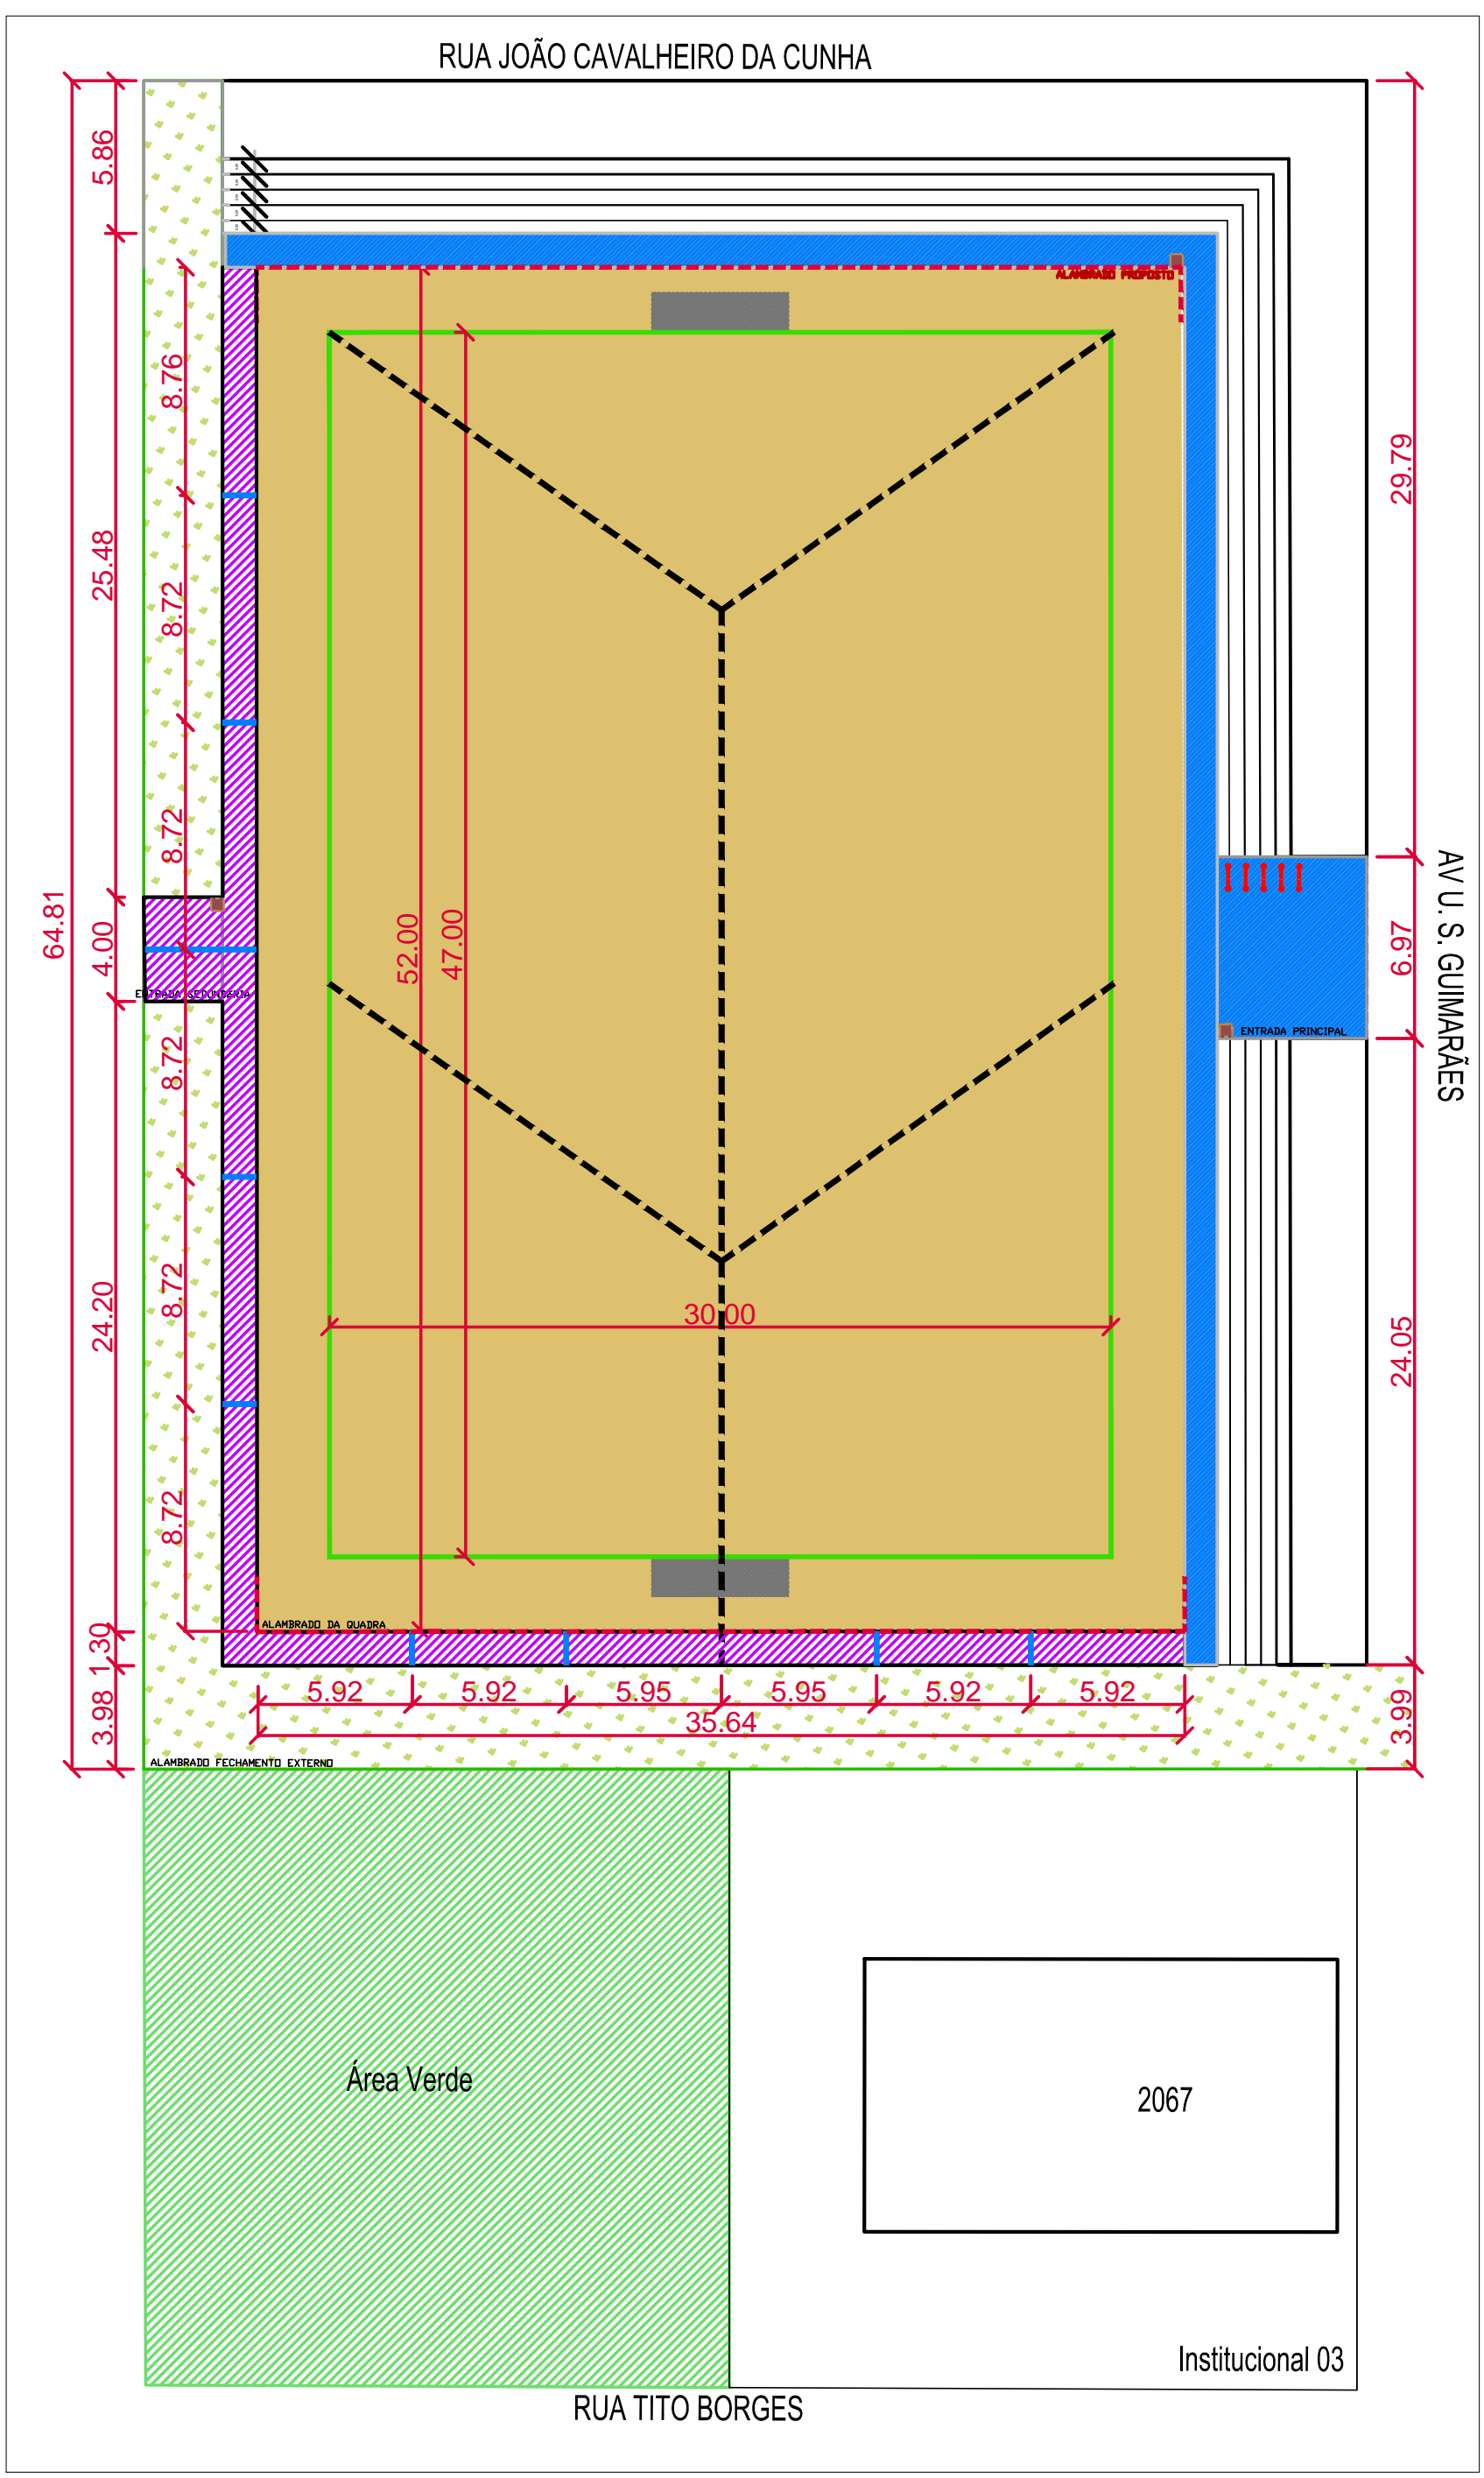 RUA JOÃO CAVALHEIRO DA CUNHA
5.86
ALAMBRADO PROPOSTO
8.76
29.79
25.48
8.72
8.72
64.81
4.00
52.00
47.00
6.97
AV U. S. GUIMARÃES
ENTRADA SECUNDÁRIA
ENTRADA PRINCIPAL
8.72
24.20
8.72
30.00
24.05
8.72
1.30
ALAMBRADO DA QUADRA
5.92
5.92
5.95
5.95
5.92
5.92
3.98
35.64
3.99
ALAMBRADO FECHAMENTO EXTERNO
Área Verde
2067
Institucional 03
RUA TITO BORGES